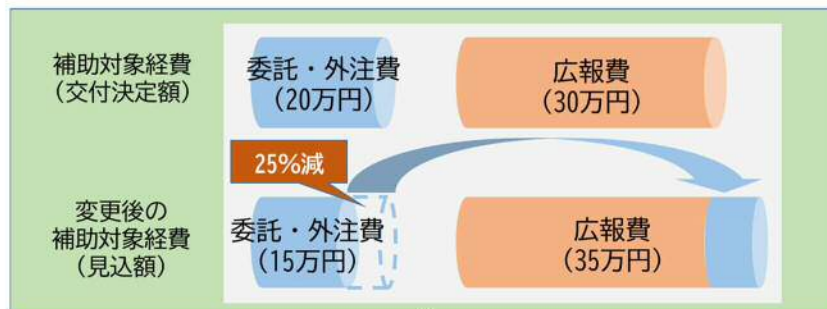 補助対象経費
(交付決定額)
委託・外注費
(20万円)
広報費
(30万円)
25%減
変更後の
補助対象経費
(見込額)
委託・外注費
(15万円)
広報費
(35万円)